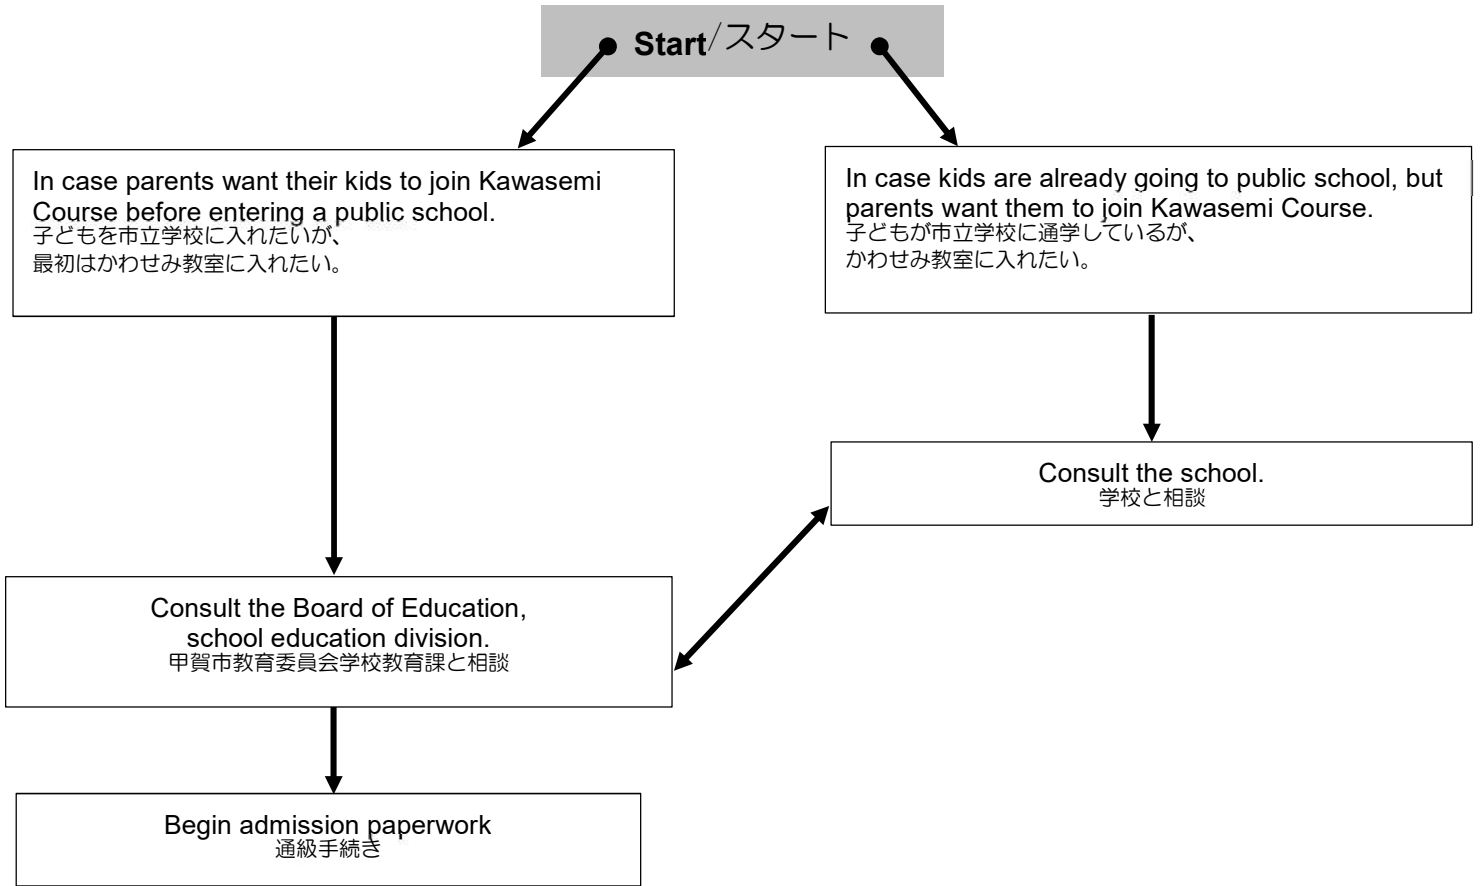 Start/スタート
In case parents want their kids to join Kawasemi
Course before entering a public school.
子どもを市立学校に入れたいが、
最初はかわせみ教室に入れたい。
In case kids are already going to public school, but
parents want them to join Kawasemi Course.
子どもが市立学校に通学しているが、
かわせみ教室に入れたい。
Consult the school.
学校と相談
Consult the Board of Education,
school education division.
甲賀市教育委員会学校教育課と相談
Begin admission paperwork
通級手続き